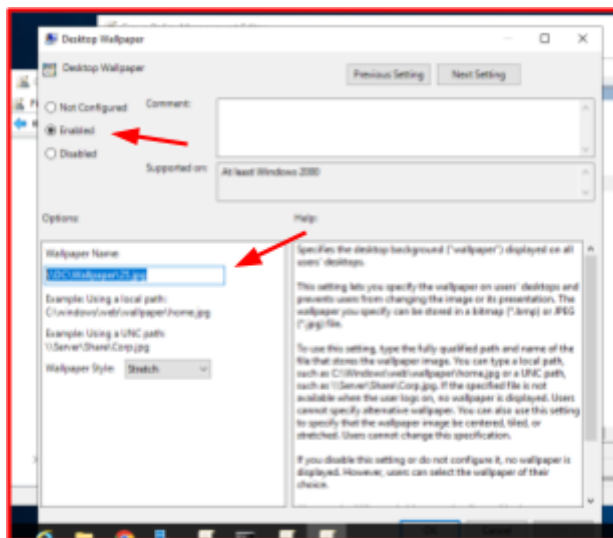 Desktop Wallpaper
Desktop Wallpaper
Previous Setting
Next Setting
Not Configured
Comment:
Enabled
Disabled
Supported on:
At least Windows 2000
Options:
Help:
Wallpaper Name:
\\DC\Wallpaper\25.jpg
Example: Using a local path:
C:\windows\web\wallpaper\home.jpg
Example: Using a UNC path:
\\Server\Share\Corp.jpg
Wallpaper Style:
Stretch
Specifies the desktop background ("wallpaper") displayed on all
users' desktops.
This setting lets you specify the wallpaper on users' desktops and
prevents users from changing the image or its presentation. The
wallpaper you specify can be stored in a bitmap (*.bmp) or JPEG
(*.jpg) file.
To use this setting, type the fully qualified path and name of the
file that stores the wallpaper image. You can type a local path,
such as C:\Windows\web\wallpaper\home.jpg or a UNC path,
such as \\Server\Share\Corp.jpg. If the specified file is not
available when the user logs on, no wallpaper is displayed. Users
cannot specify alternative wallpaper. You can also use this setting
to specify that the wallpaper image be centered, tiled, or
stretched. Users cannot change this specification.
If you disable this setting or do not configure it, no wallpaper is
displayed. However, users can select the wallpaper of their
choice.